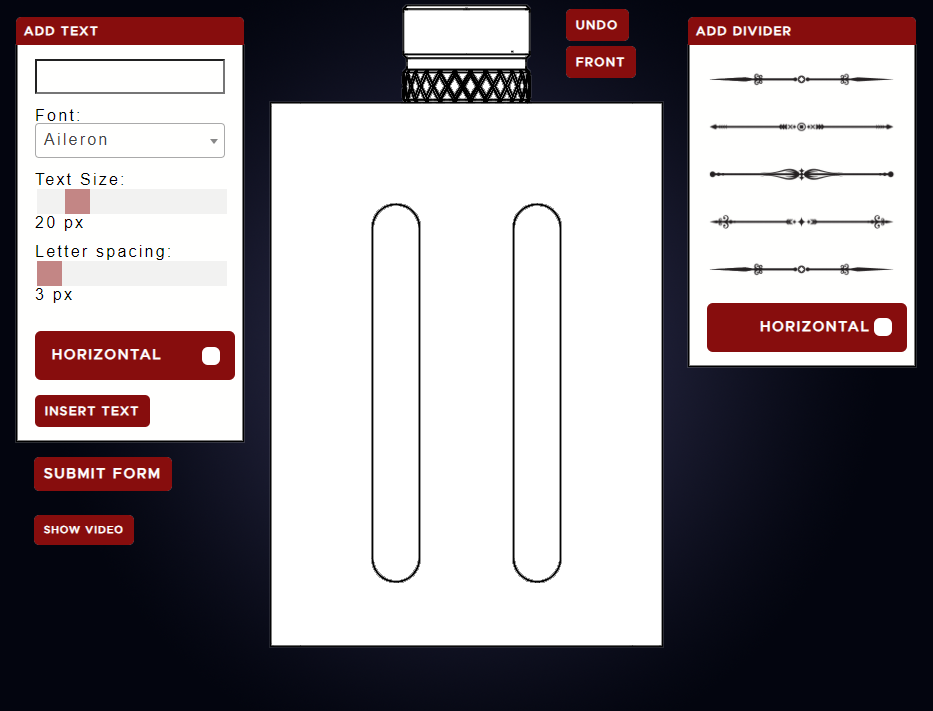 ADD TEXT
Font:
Aileron
Text Size:
20 px
Letter spacing:
3 px
HORIZONTAL
INSERT TEXT
SUBMIT FORM
SHOW VIDEO
UNDO
FRONT
ADD DIVIDER
HORIZONTAL